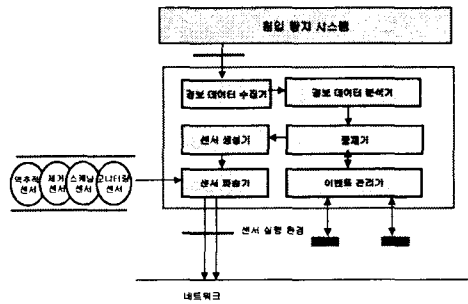 침입 탐지 시스템
경보 데이터 수집기
경보 데이터 분석기
센서 생성기
중재기
역추적 센서
제거 센서
스캐닝 센서
모니터링 센서
센서 파송기
이벤트 관리기
센서 실행 환경
네트워크